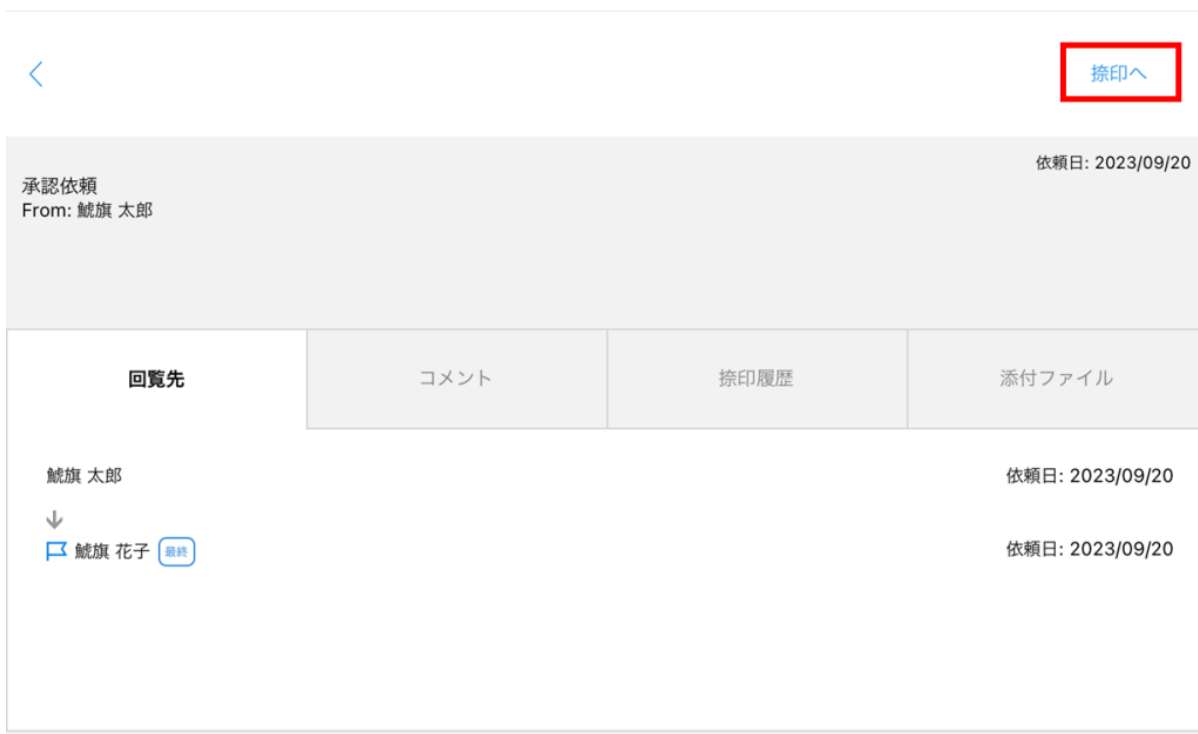 捺印へ
依頼日: 2023/09/20
承認依頼
From: 鯱旗 太郎
回覧先
コメント
捺印履歴
添付ファイル
鯱旗 太郎
依頼日: 2023/09/20
鯱旗 花子
最終
依頼日: 2023/09/20